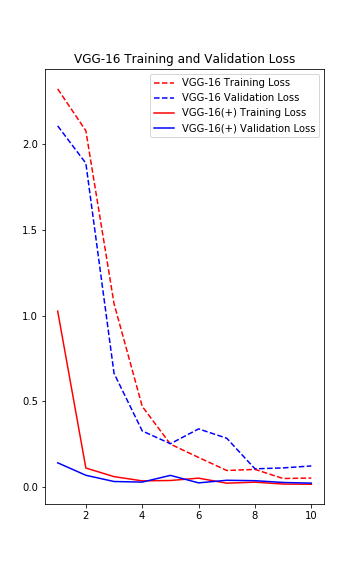 VGG-16 Training and Validation Loss
VGG-16 Training Loss
VGG-16 Validation Loss
VGG-16(+) Training Loss
VGG-16(+) Validation Loss
2.0
1.5
1.0
0.5
0.0
2 4 6 8 10